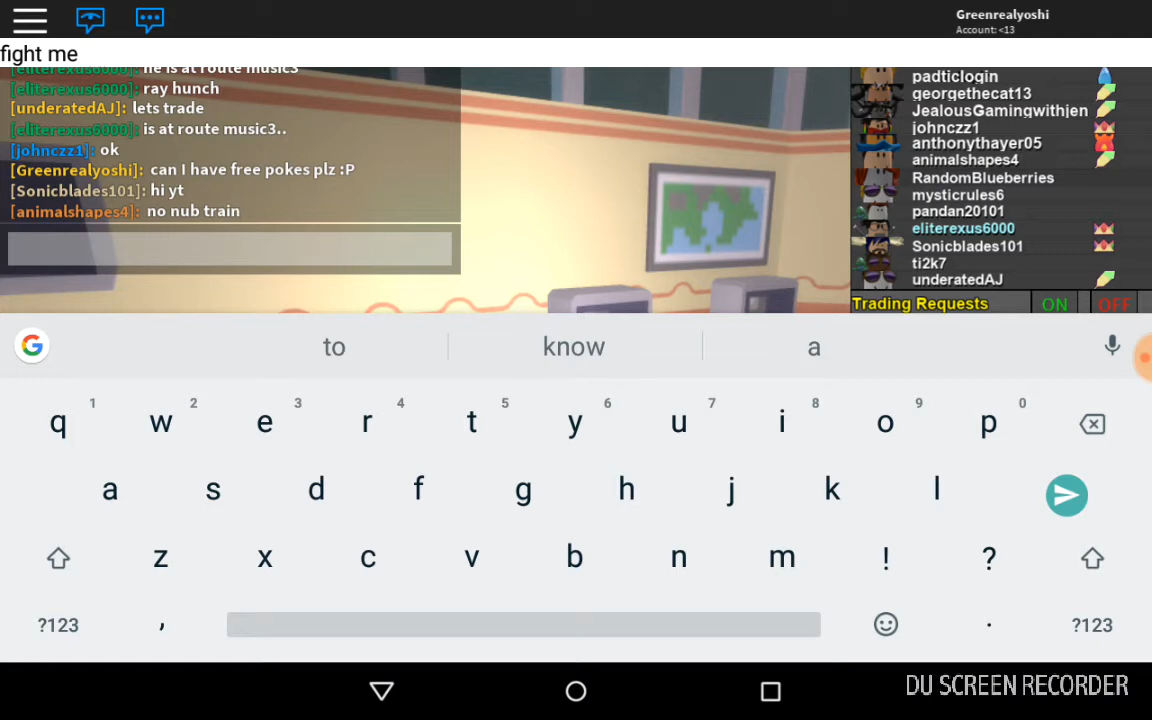 Greenrealyoshi
Account: <13
fight me
[eliterexus6000]: he is at route music3
[eliterexus6000]: ray hunch
[underatedAJ]: lets trade
[eliterexus6000]: is at route music3..
[johnczz1]: ok
[Greenrealyoshi]: can I have free pokes plz :P
[Sonicblades101]: hi yt
[animalshapes4]: no nub train
padticlogin
georgethecat13
JealousGamingwithjen
johnczz1
anthonythayer05
animalshapes4
RandomBlueberries
mysticrules6
pandan20101
eliterexus6000
Sonicblades101
ti2k7
underatedAJ
Trading Requests ON OFF
G to know a
1 2 3 4 5 6 7 8 9 0
q w e r t y u i o p
a s d f g h j k l
z x c v b n m ! ?
?123 , . ?123
DU SCREEN RECORDER